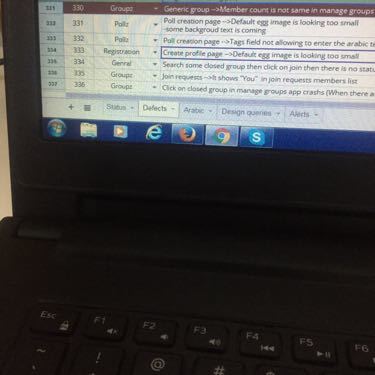 331 330 Groupz Generic group -->Member count is not same in manage groups
332 331 Pollz Poll creation page -->Default egg image is looking too small
-some backgroud text is coming
333 332 Pollz Poll creation page -->Tags field not allowing to enter the arabic te
334 333 Registration Create profile page -->Default egg image is looking too small
335 334 Genral Search some closed group then click on join then there is no statu
336 335 Groupz Join requests -->It shows "You" in join requests members list
337 336 Groupz Click on closed group in manage groups app crashs (When there a
+ Status Defects Arabic Design queries Alerts
Esc F1 F2 F3 F4 F5 F6
~ ! @ #